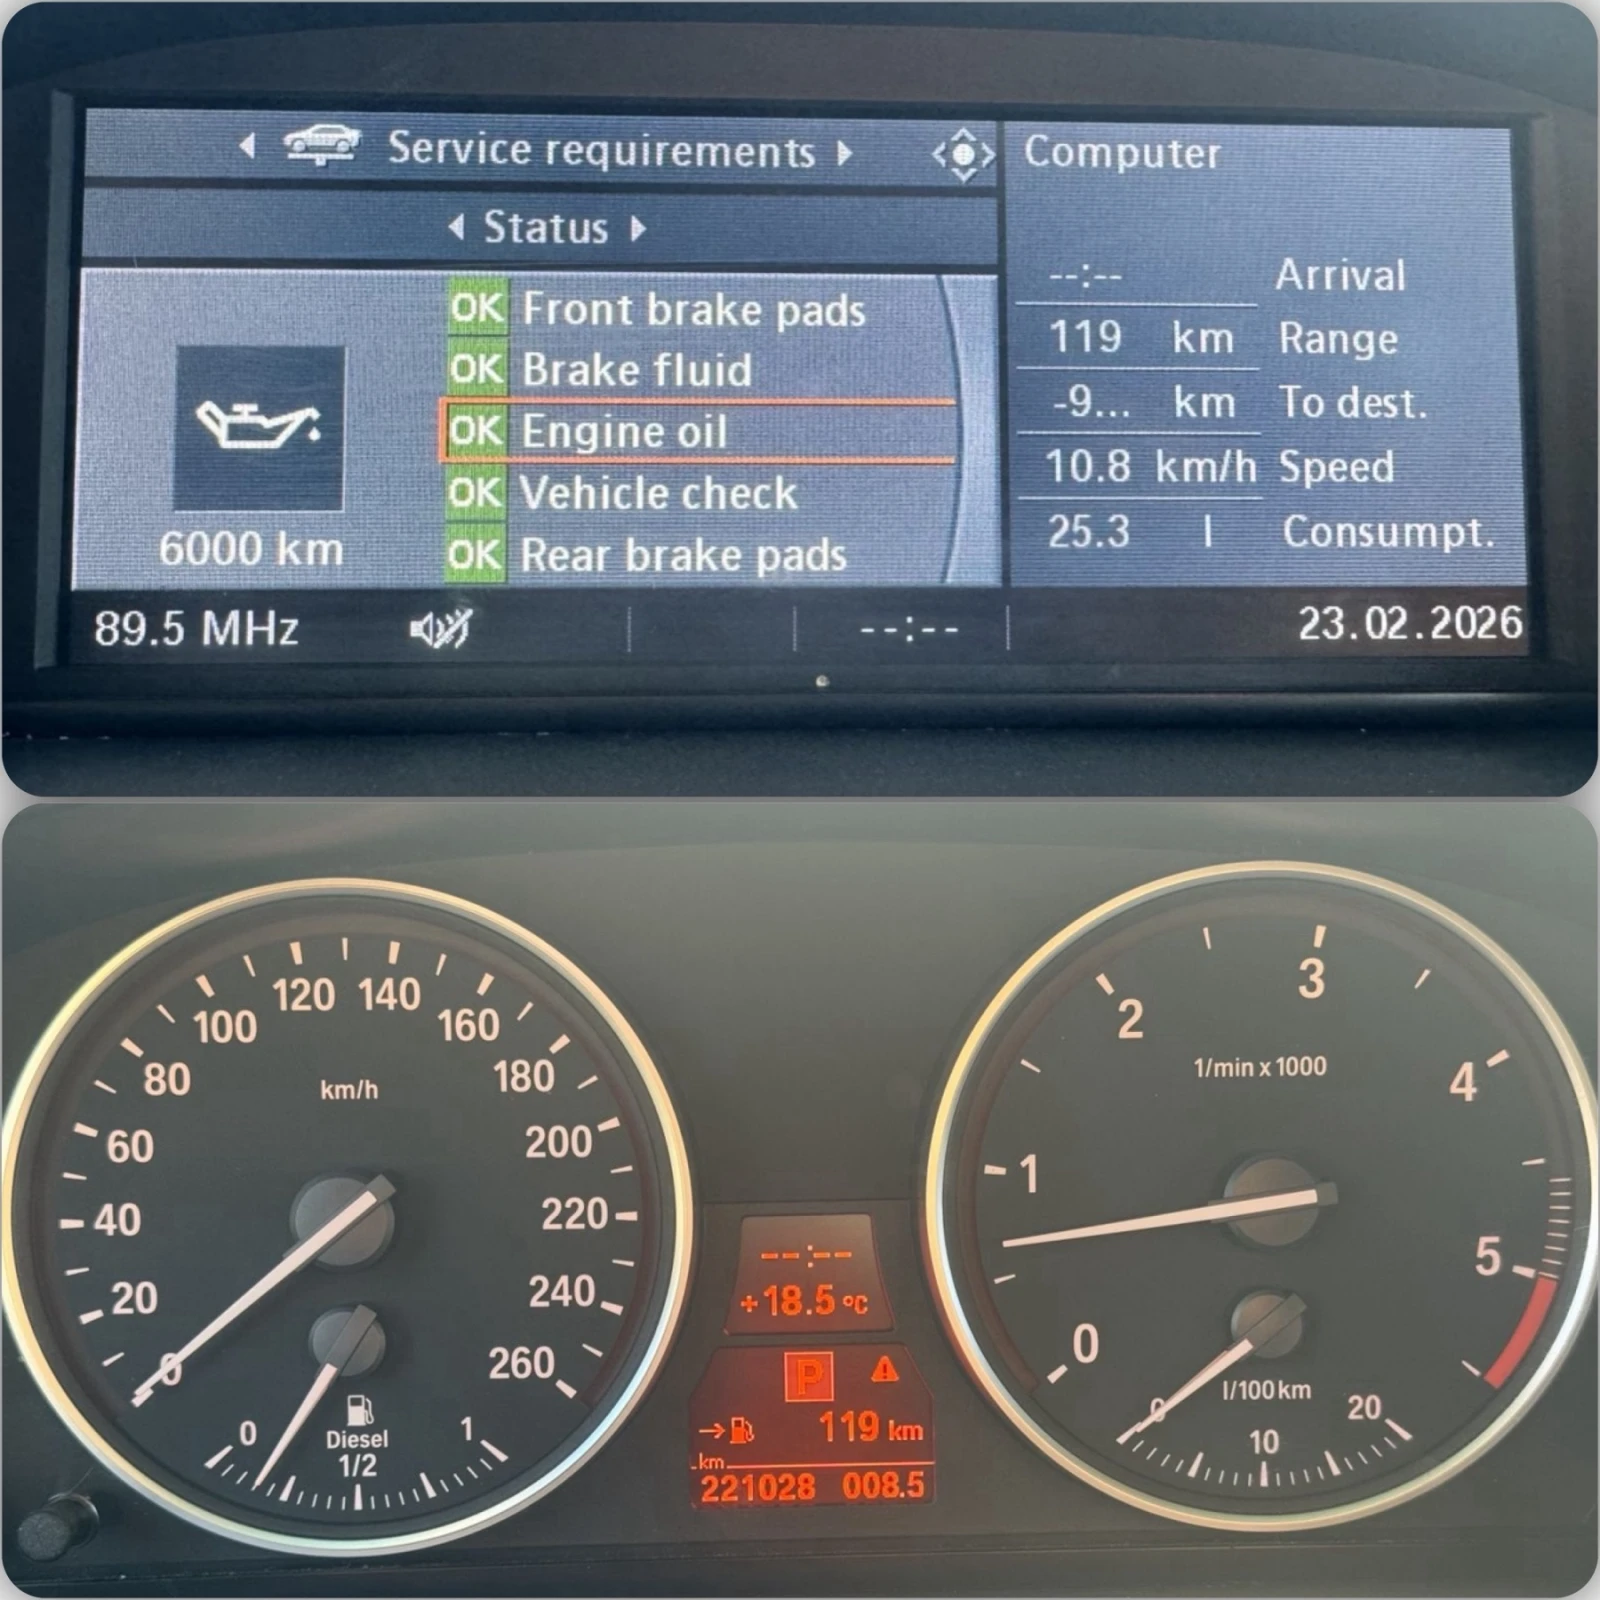 Service requirements
Status
OK Front brake pads
OK Brake fluid
OK Engine oil
OK Vehicle check
OK Rear brake pads
6000 km
Computer
--:-- Arrival
119 km Range
-9... km To dest.
10.8 km/h Speed
25.3 l Consumpt.
89.5 MHz --:-- 23.02.2026
0 20 40 60 80 100 120 140 160 180 200 220 240 260
km/h
0 1/2 1
Diesel
--:--
+18.5 °C
P
119 km
km
221028 008.5
0 1 2 3 4 5
1/min x 1000
l/100km
0 10 20